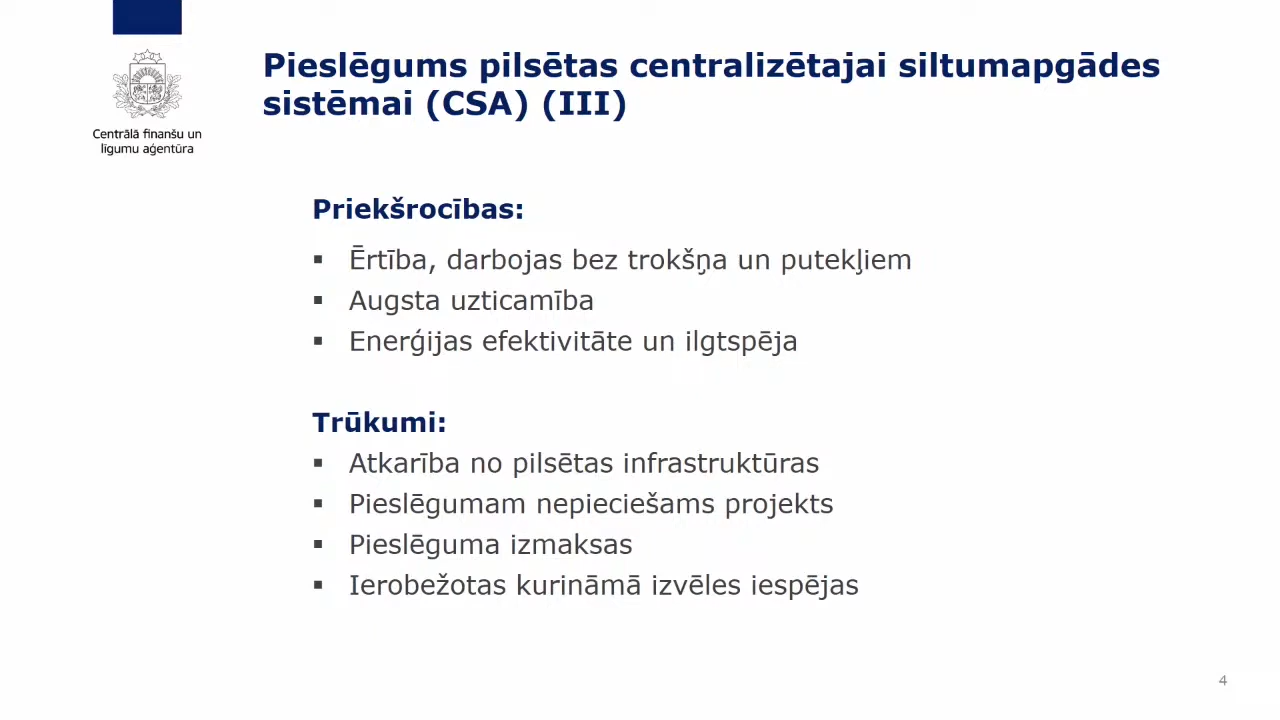 Centrālā finanšu un
līgumu aģentūra
Pieslēgums pilsētas centralizētajai siltumapgādes
sistēmai (CSA) (III)
Priekšrocības:
▪ Ērtība, darbojas bez trokšņa un putekļiem
▪ Augsta uzticamība
▪ Enerģijas efektivitāte un ilgtspēja
Trūkumi:
▪ Atkarība no pilsētas infrastruktūras
▪ Pieslēgumam nepieciešams projekts
▪ Pieslēguma izmaksas
▪ Ierobežotas kurināmā izvēles iespējas
4